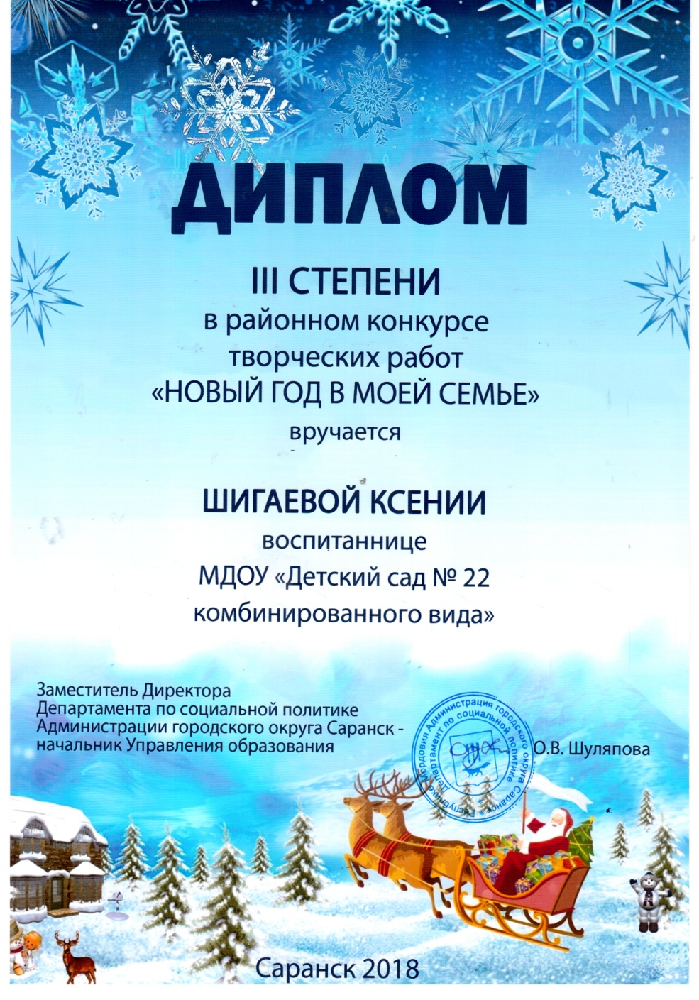 ДИПЛОМ
III СТЕПЕНИ
в районном конкурсе
творческих работ
«НОВЫЙ ГОД В МОЕЙ СЕМЬЕ»
вручается
ШИГАЕВОЙ КСЕНИИ
воспитаннице
МДОУ «Детский сад № 22
комбинированного вида»
Заместитель Директора
Департамента по социальной политике
Администрации городского округа Саранск -
начальник Управления образования
О.В. Шуляпова
Республика Мордовия Администрация городского округа Саранск
Департамент по социальной политике
Саранск 2018